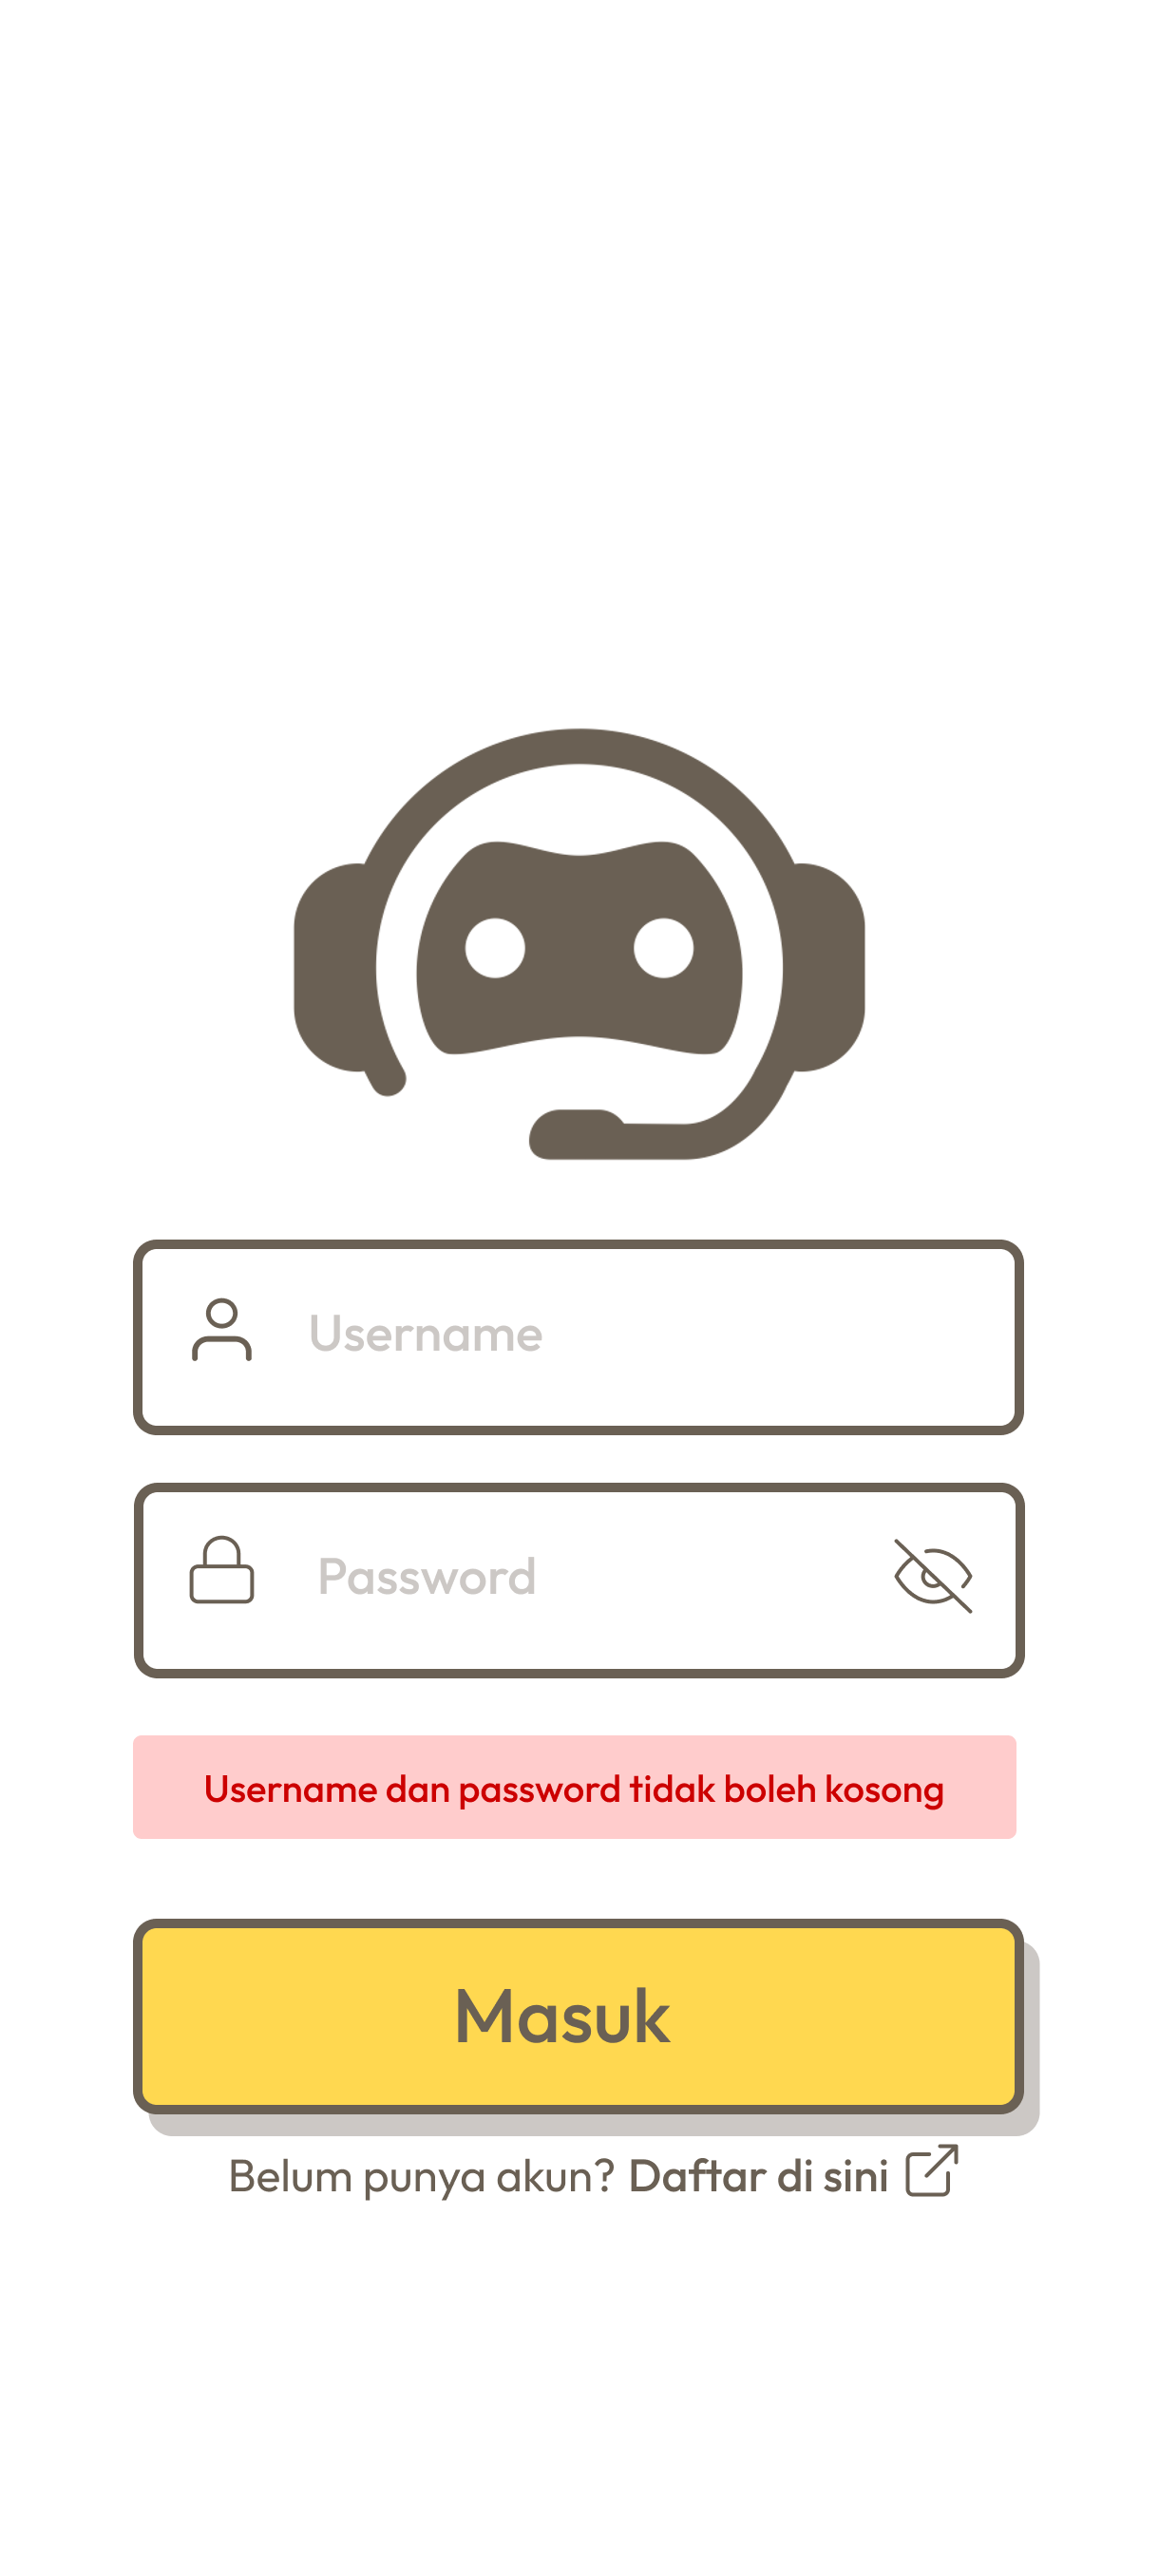 Username
Password
Username dan password tidak boleh kosong
Masuk
Belum punya akun? Daftar di sini